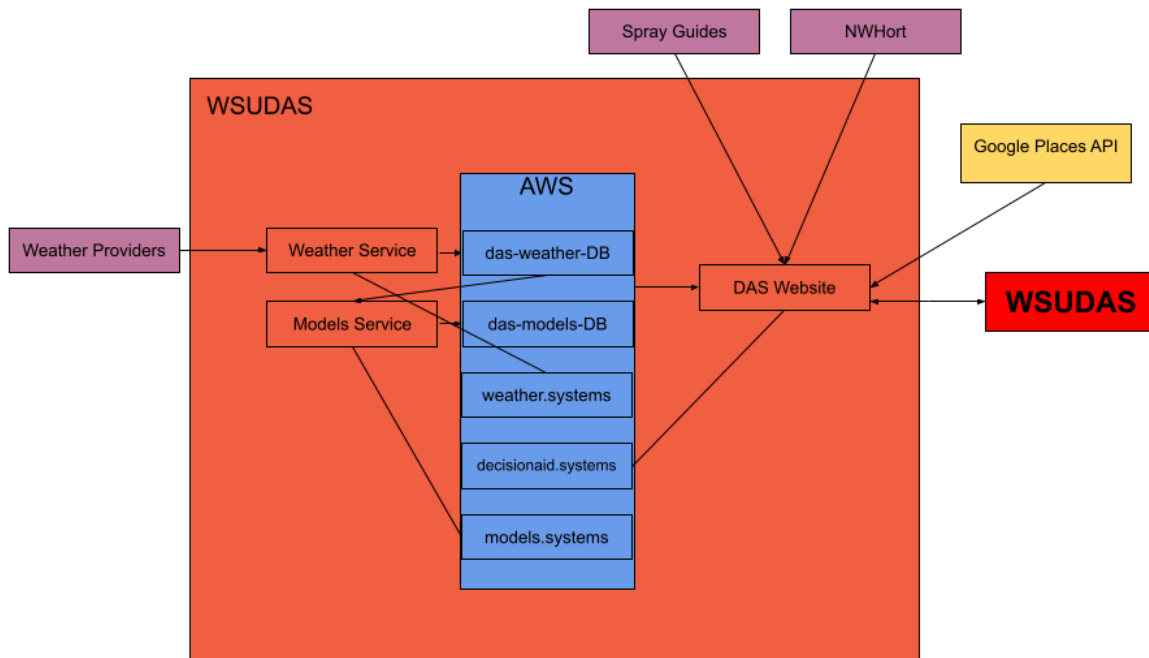 Spray Guides
NWHort
WSUDAS
Google Places API
AWS
Weather Providers
Weather Service
das-weather-DB
DAS Website
WSUDAS
Models Service
das-models-DB
weather.systems
decisionaid.systems
models.systems